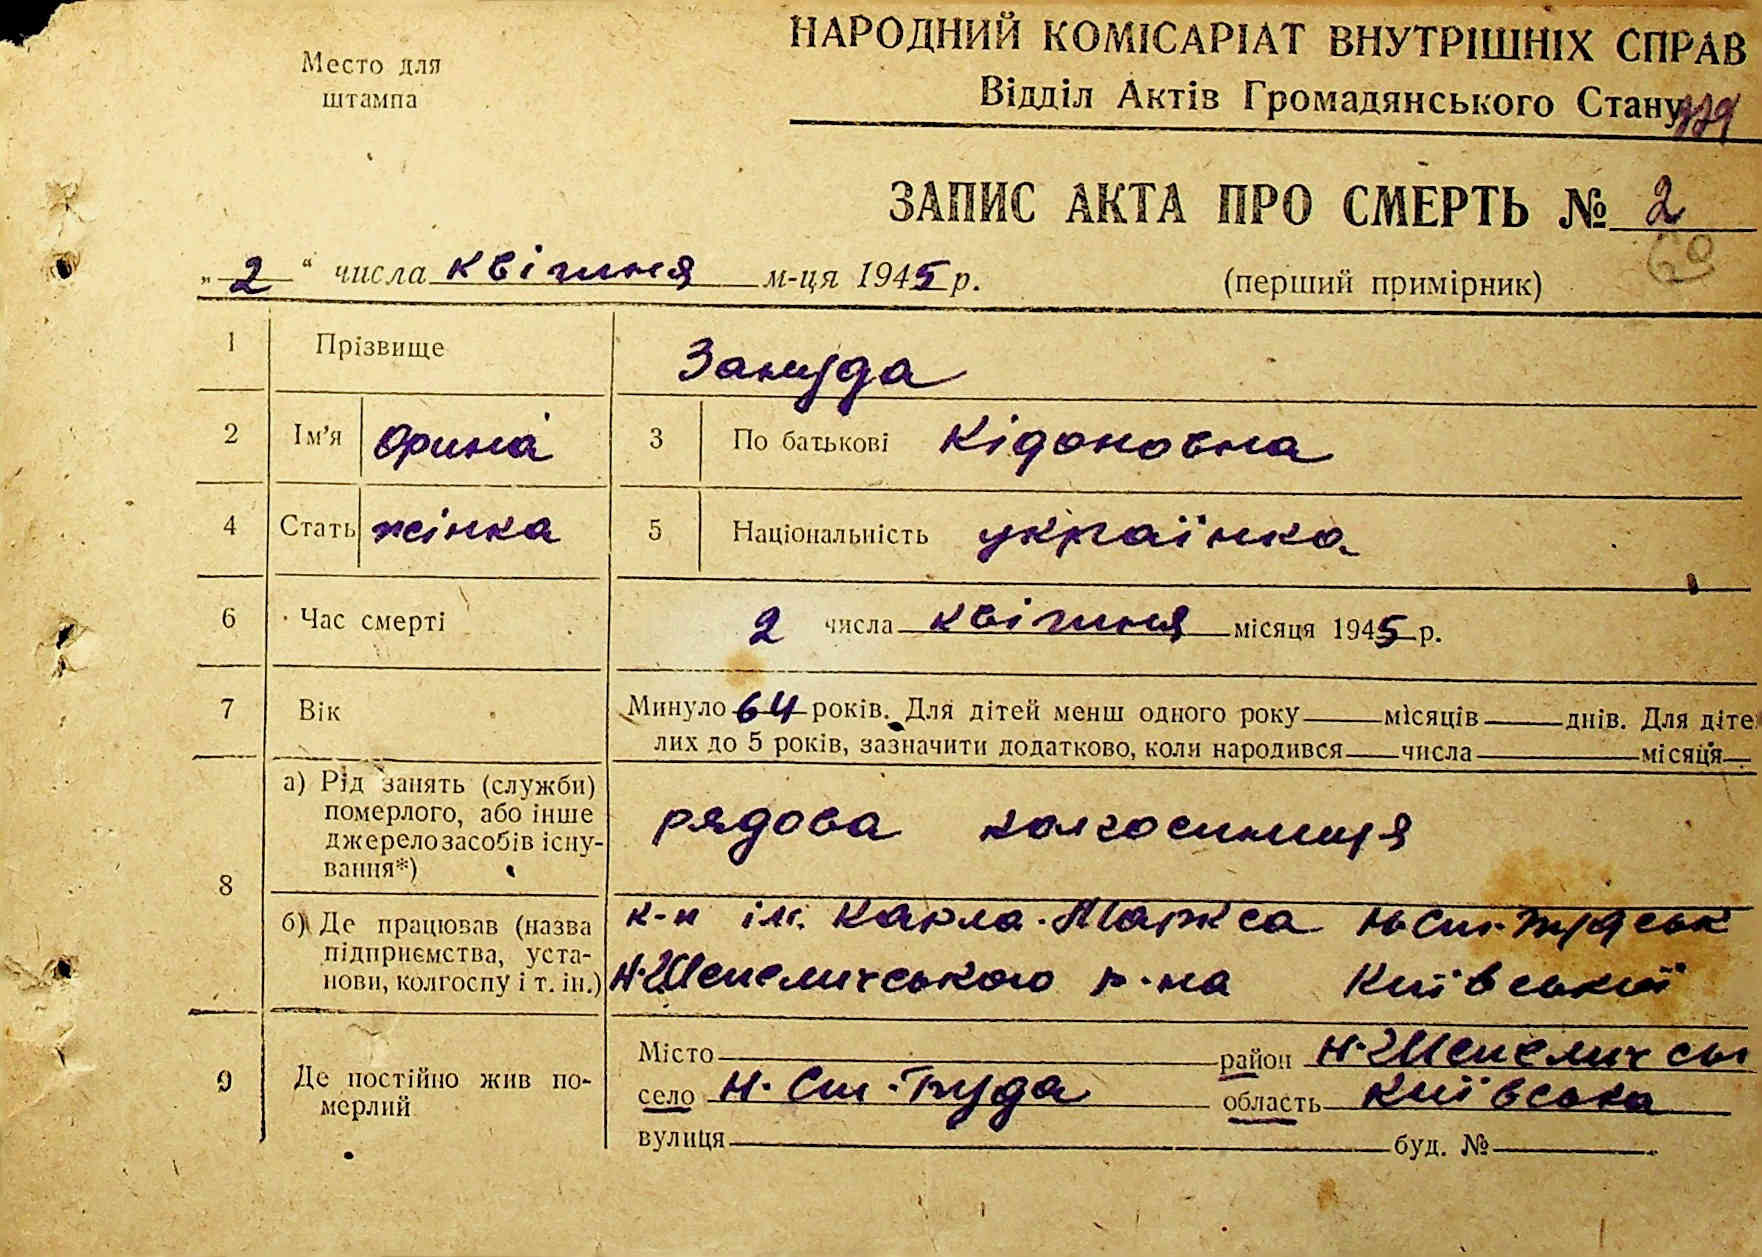 Место для
штампа
НАРОДНИЙ КОМІСАРІАТ ВНУТРІШНІХ СПРАВ
Відділ Актів Громадянського Стану
ЗАПИС АКТА ПРО СМЕРТЬ № 2
60
„2“ числа квітня м-ця 1945 р.
(перший примірник)
1 Прізвище Зануда
2 Ім’я Орина 3 По батькові Кідоновна
4 Стать жінка 5 Національність українка
6 Час смерті 2 числа квітня місяця 1945 р.
7 Вік Минуло 64 років. Для дітей менш одного року місяців днів. Для діте
лих до 5 років, зазначити додатково, коли народився числа місяця
8 а) Рід занять (служби)
померлого, або інше
джерело засобів існу-
вання*)
рядова колгоспниця
б) Де працював (назва
підприємства, уста-
нови, колгоспу і т. ін.)
к-п ім. Карла-Маркса
Н-Шепеличського р-на Київської
9 Де постійно жив по-
мерлий
Місто район Н-Шепеличсь
село область Київська
вулиця буд. №